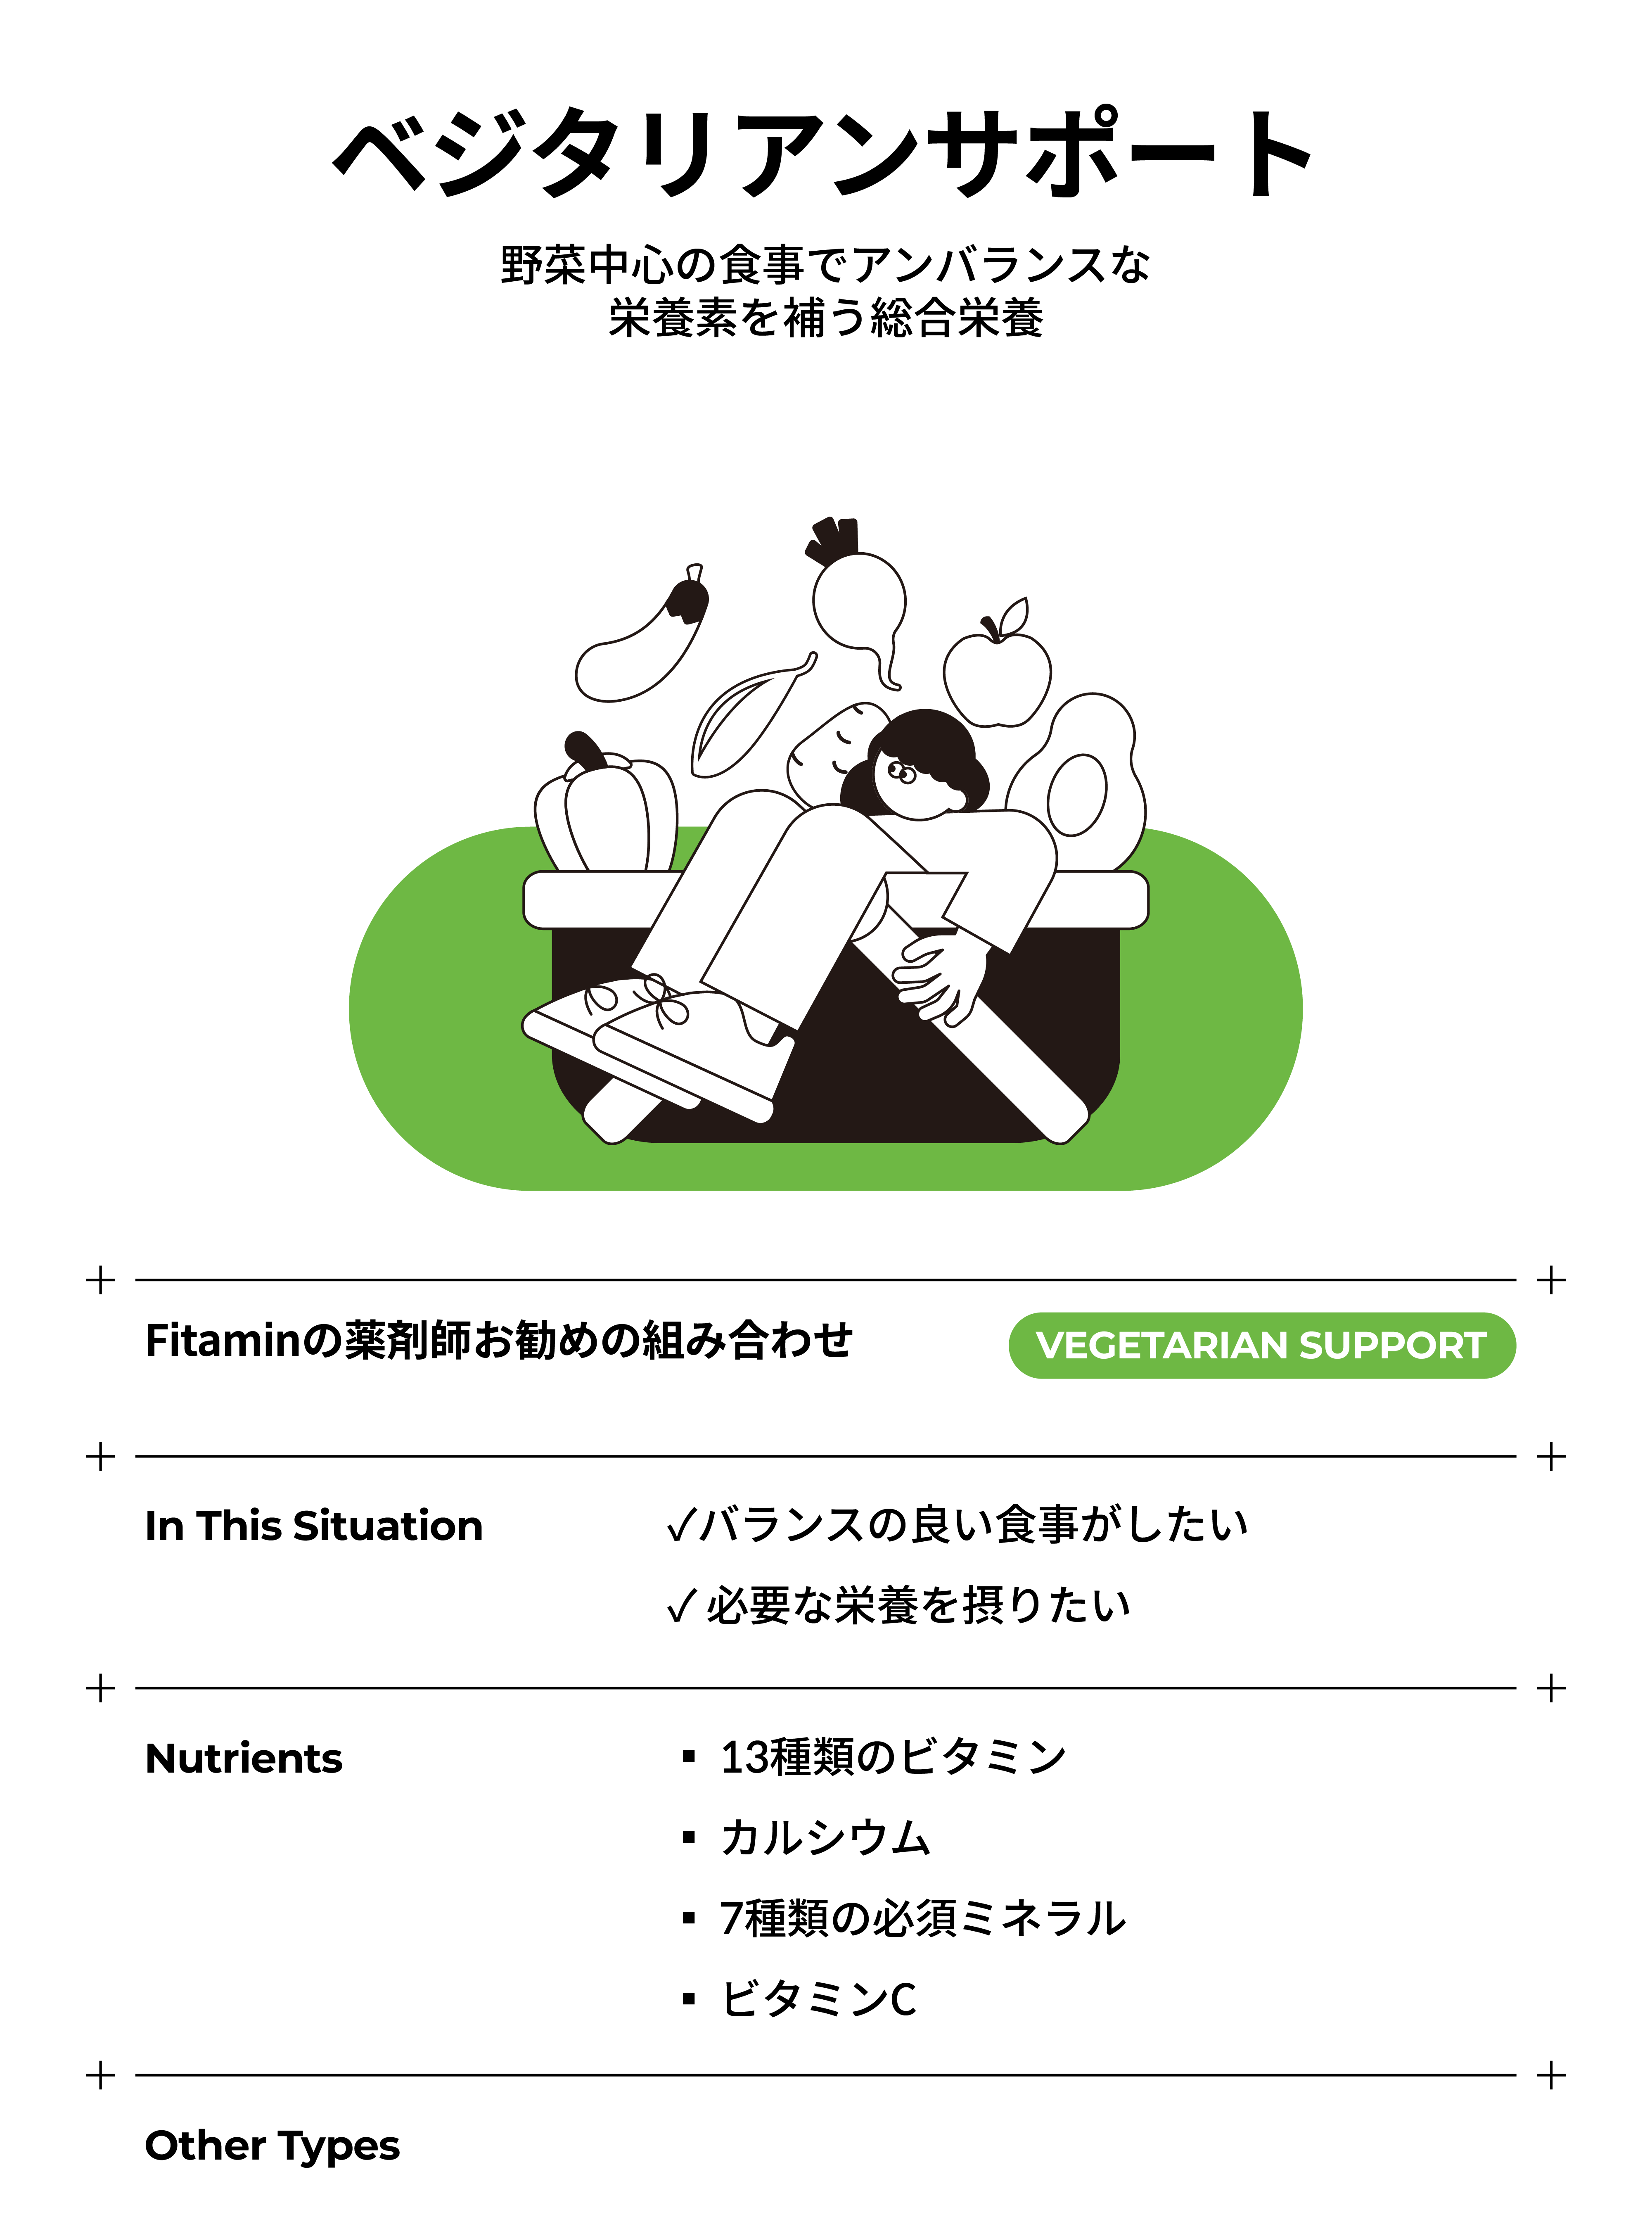 ベジタリアンサポート
野菜中心の食事でアンバランスな
栄養素を補う総合栄養
Fitaminの薬剤師お勧めの組み合わせ
VEGETARIAN SUPPORT
In This Situation
✓バランスの良い食事がしたい
✓ 必要な栄養を摂りたい
Nutrients
▪ 13種類のビタミン
▪ カルシウム
▪ 7種類の必須ミネラル
▪ ビタミンC
Other Types